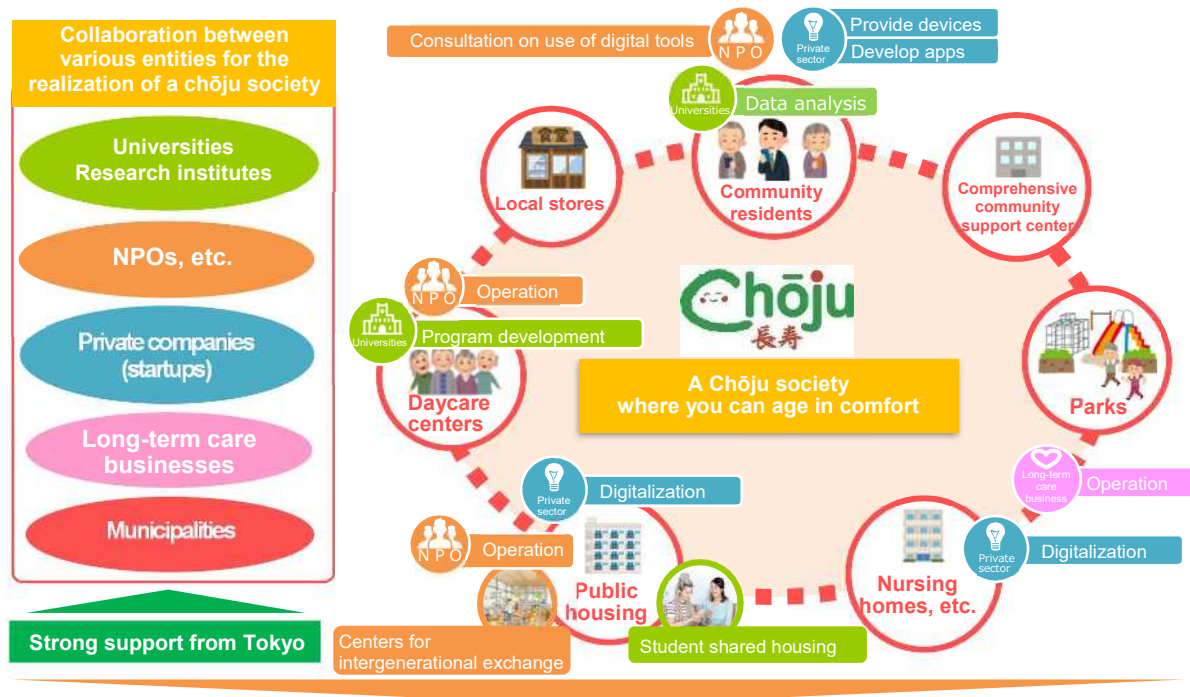 Collaboration between
various entities for the
realization of a chōju society
Universities
Research institutes
NPOs, etc.
Private companies
(startups)
Long-term care
businesses
Municipalities
Strong support from Tokyo
Consultation on use of digital tools
NPO
Private
sector
Provide devices
Develop apps
Universities
Data analysis
食堂
Local stores
Community
residents
Comprehensive
community
support center
NPO
Operation
Universities
Program development
Daycare
centers
Chōju
長寿
A Chōju society
where you can age in comfort
Parks
Long-term
care
business
Operation
Private
sector
Digitalization
NPO
Operation
Public
housing
Private
sector
Digitalization
Nursing
homes, etc.
Centers for
intergenerational exchange
Student shared housing